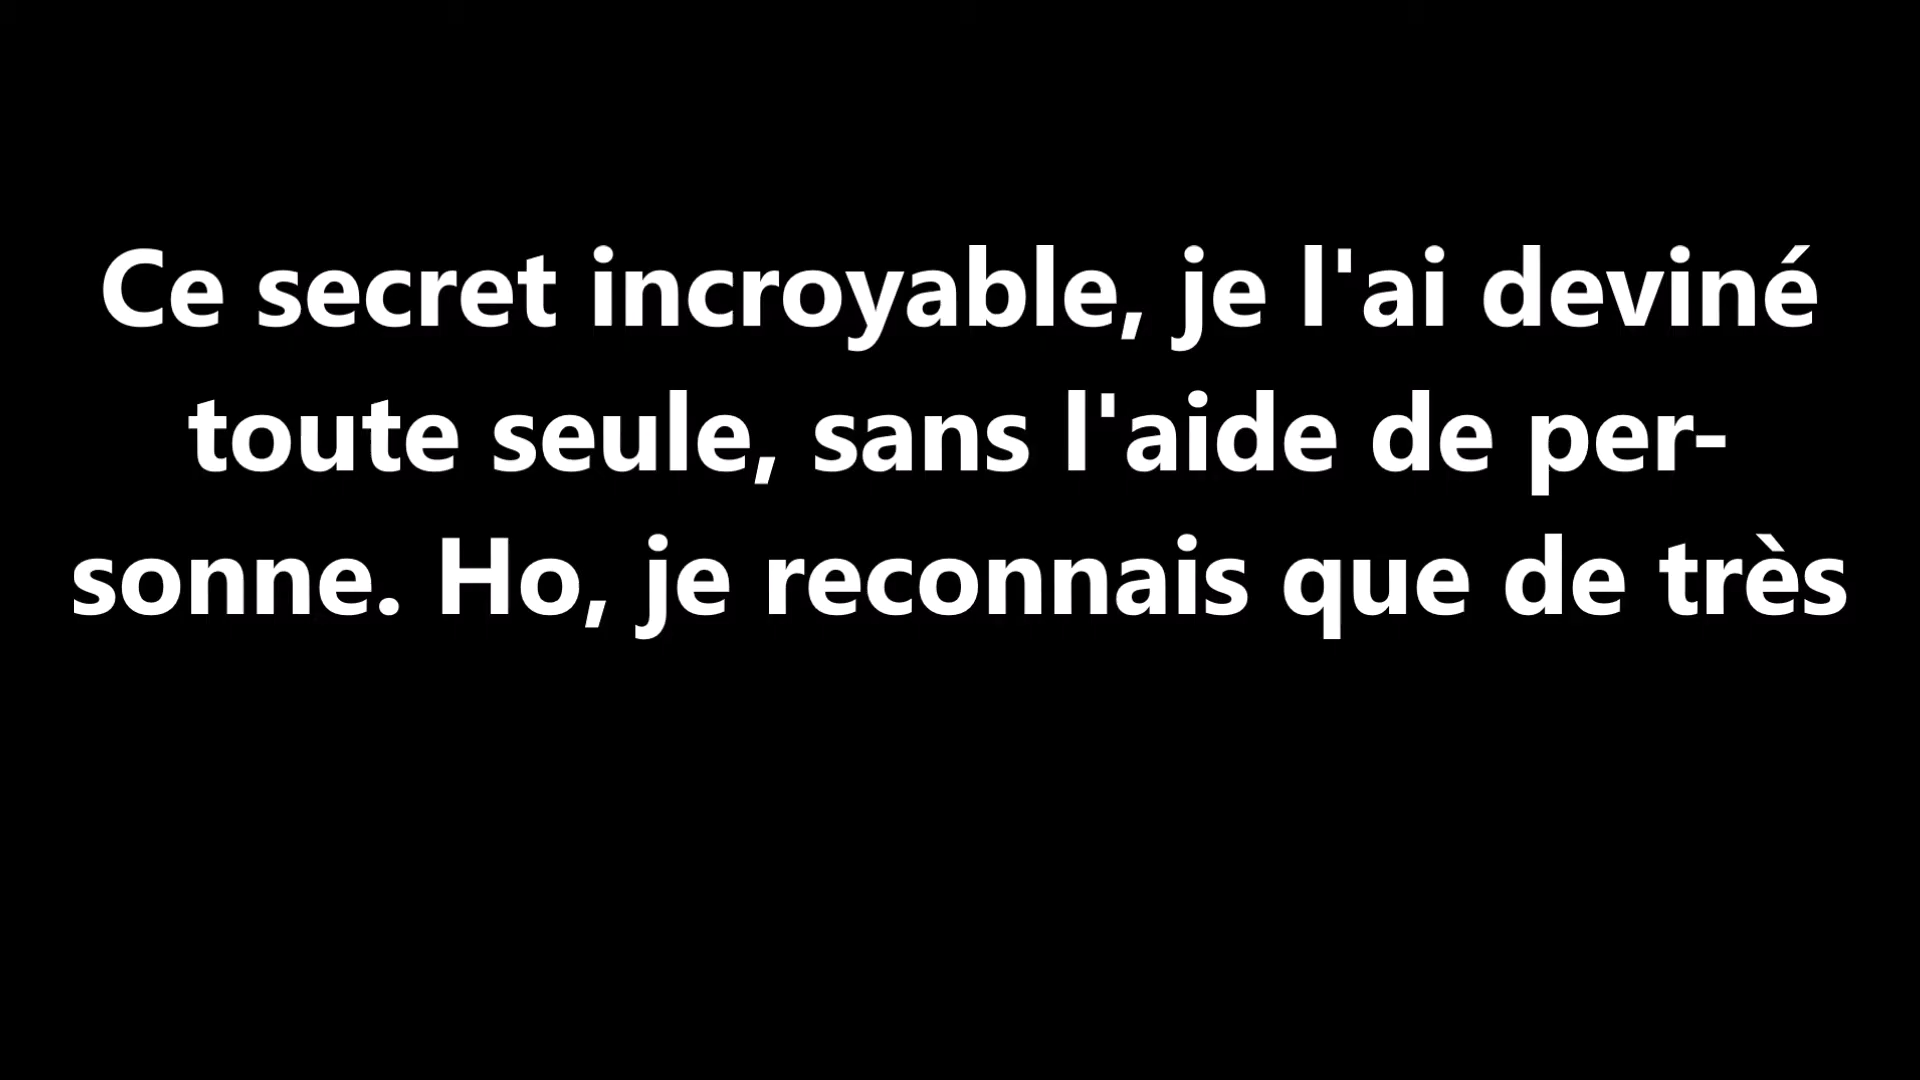 Ce secret incroyable, je l'ai deviné
toute seule, sans l'aide de per-
sonne. Ho, je reconnais que de très